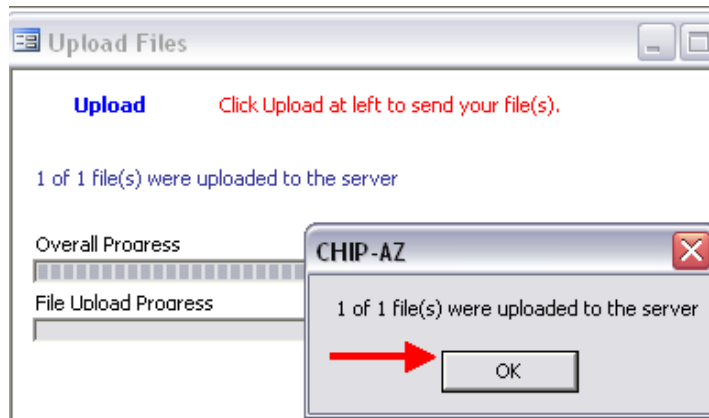 Upload Files
Upload Click Upload at left to send your file(s).
1 of 1 file(s) were uploaded to the server
Overall Progress
File Upload Progress
CHIP-AZ
1 of 1 file(s) were uploaded to the server
OK